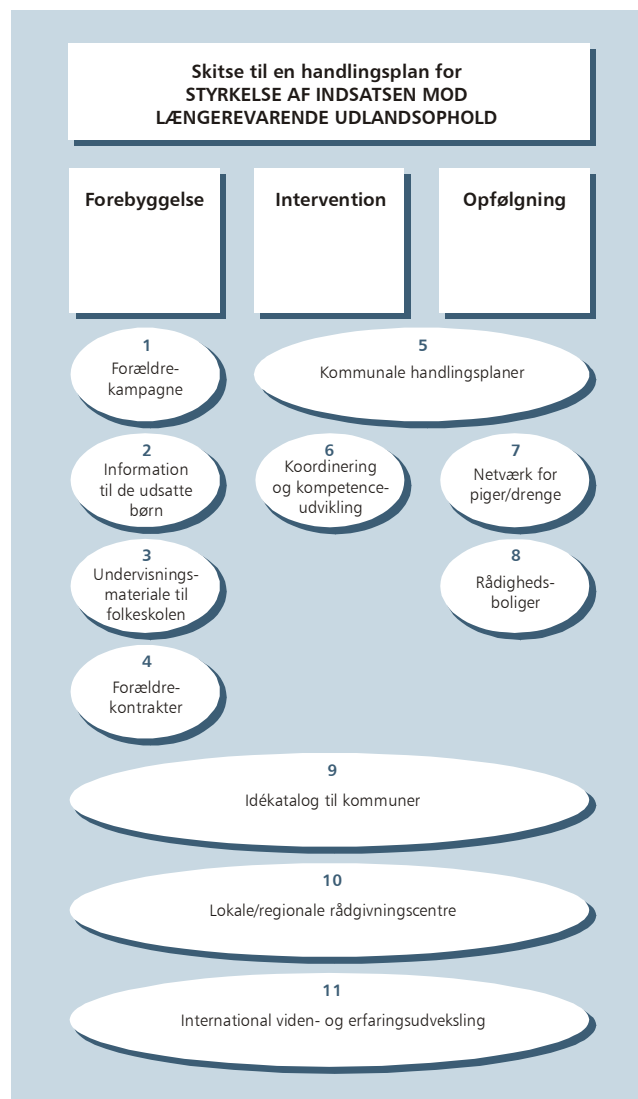 Skitse til en handlingsplan for
STYRKELSE AF INDSATSEN MOD
LÆNGEREVARENDE UDLANDSOPHOLD
Forebyggelse
Intervention
Opfølgning
1
Forældre-
kampagne
5
Kommunale handlingsplaner
2
Information
til de udsatte
børn
6
Koordinering
og kompetence-
udvikling
7
Netværk for
piger/drenge
3
Undervisnings-
materiale til
folkeskolen
8
Rådigheds-
boliger
4
Forældre-
kontrakter
9
Idékatalog til kommuner
10
Lokale/regionale rådgivningscentre
11
International viden- og erfaringsudveksling